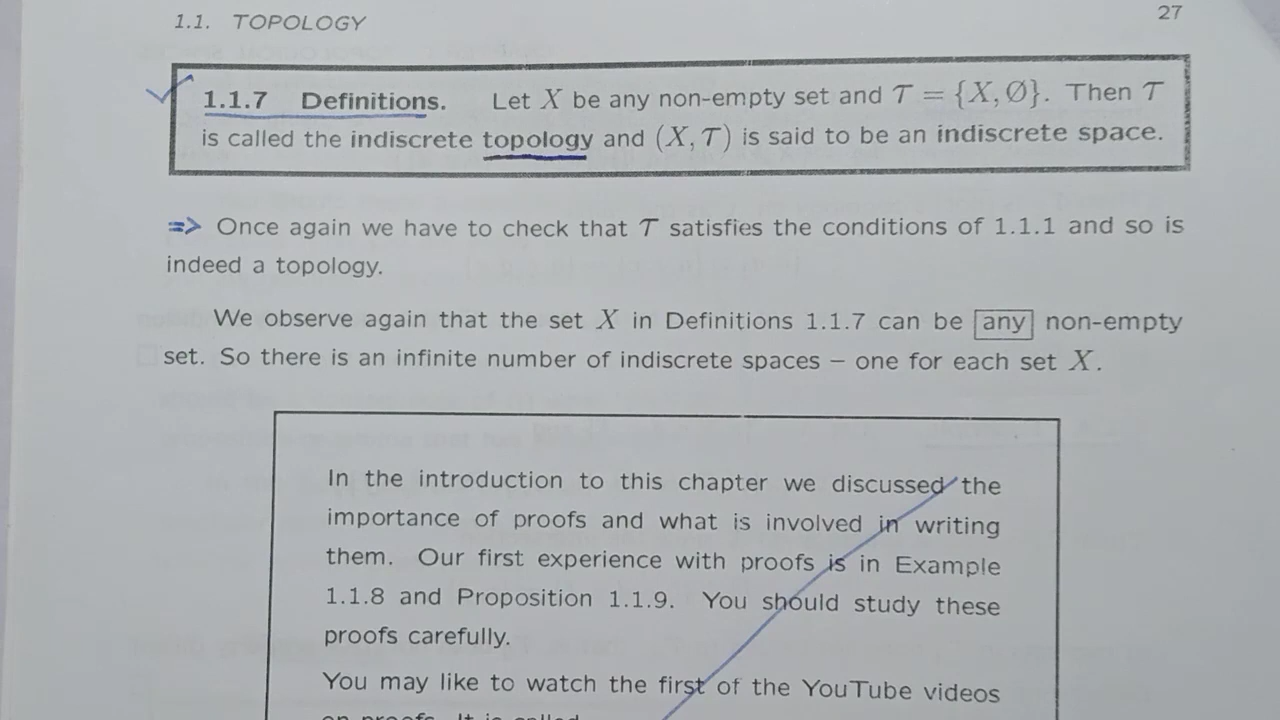 1.1. TOPOLOGY 27
1.1.7 Definitions. Let X be any non-empty set and 𝒯 = {X, Ø}. Then 𝒯
is called the indiscrete topology and (X, 𝒯) is said to be an indiscrete space.
=> Once again we have to check that 𝒯 satisfies the conditions of 1.1.1 and so is
indeed a topology.
We observe again that the set X in Definitions 1.1.7 can be any non-empty
set. So there is an infinite number of indiscrete spaces – one for each set X.
In the introduction to this chapter we discussed the
importance of proofs and what is involved in writing
them. Our first experience with proofs is in Example
1.1.8 and Proposition 1.1.9. You should study these
proofs carefully.
You may like to watch the first of the YouTube videos
on proofs. It is called